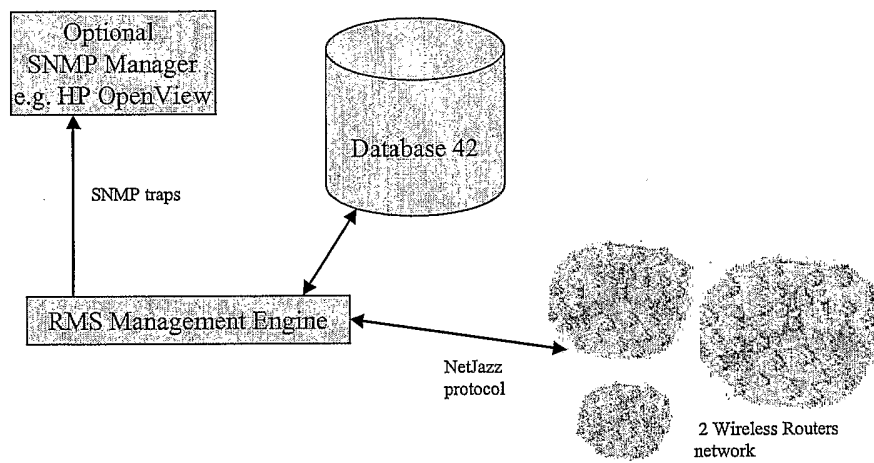 Optional
SNMP Manager
e.g. HP OpenView
Database 42
SNMP traps
RMS Management Engine
NetJazz
protocol
2 Wireless Routers
network